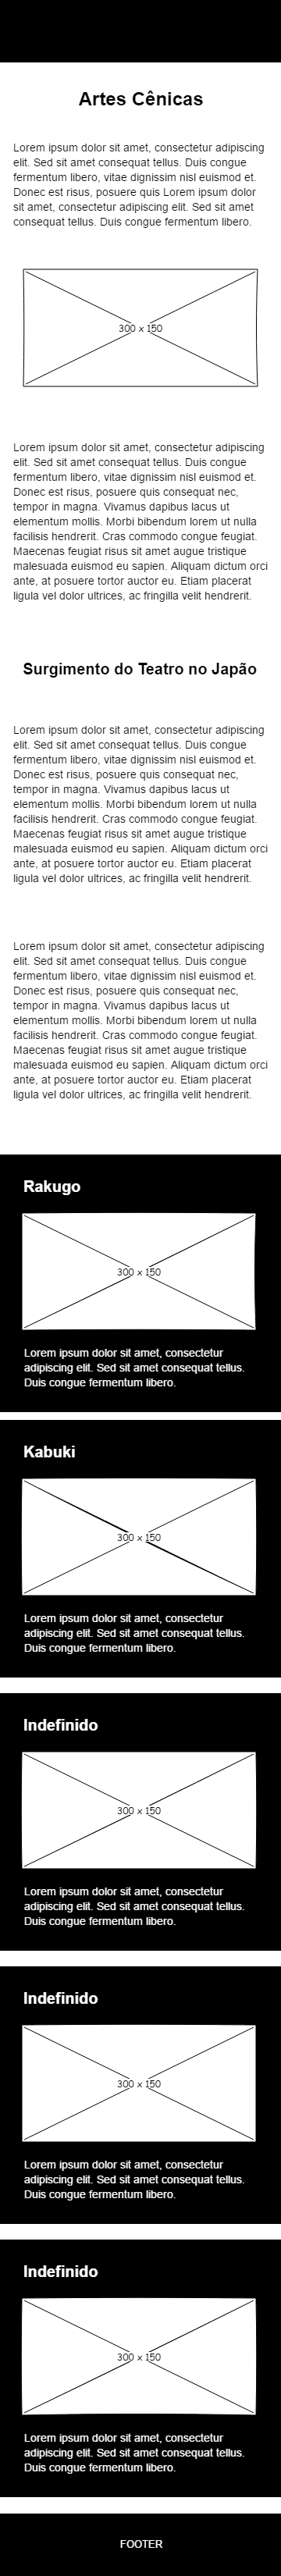 Artes Cênicas
Lorem ipsum dolor sit amet, consectetur adipiscing
elit. Sed sit amet consequat tellus. Duis congue
fermentum libero, vitae dignissim nisl euismod et.
Donec est risus, posuere quis Lorem ipsum dolor
sit amet, consectetur adipiscing elit. Sed sit amet
consequat tellus. Duis congue fermentum libero.
300 x 150
Lorem ipsum dolor sit amet, consectetur adipiscing
elit. Sed sit amet consequat tellus. Duis congue
fermentum libero, vitae dignissim nisl euismod et.
Donec est risus, posuere quis consequat nec,
tempor in magna. Vivamus dapibus lacus ut
elementum mollis. Morbi bibendum lorem ut nulla
facilisis hendrerit. Cras commodo congue feugiat.
Maecenas feugiat risus sit amet augue tristique
malesuada euismod eu sapien. Aliquam dictum orci
ante, at posuere tortor auctor eu. Etiam placerat
ligula vel dolor ultrices, ac fringilla velit hendrerit.
Surgimento do Teatro no Japão
Lorem ipsum dolor sit amet, consectetur adipiscing
elit. Sed sit amet consequat tellus. Duis congue
fermentum libero, vitae dignissim nisl euismod et.
Donec est risus, posuere quis consequat nec,
tempor in magna. Vivamus dapibus lacus ut
elementum mollis. Morbi bibendum lorem ut nulla
facilisis hendrerit. Cras commodo congue feugiat.
Maecenas feugiat risus sit amet augue tristique
malesuada euismod eu sapien. Aliquam dictum orci
ante, at posuere tortor auctor eu. Etiam placerat
ligula vel dolor ultrices, ac fringilla velit hendrerit.
Lorem ipsum dolor sit amet, consectetur adipiscing
elit. Sed sit amet consequat tellus. Duis congue
fermentum libero, vitae dignissim nisl euismod et.
Donec est risus, posuere quis consequat nec,
tempor in magna. Vivamus dapibus lacus ut
elementum mollis. Morbi bibendum lorem ut nulla
facilisis hendrerit. Cras commodo congue feugiat.
Maecenas feugiat risus sit amet augue tristique
malesuada euismod eu sapien. Aliquam dictum orci
ante, at posuere tortor auctor eu. Etiam placerat
ligula vel dolor ultrices, ac fringilla velit hendrerit.
Rakugo
300 x 150
Lorem ipsum dolor sit amet, consectetur
adipiscing elit. Sed sit amet consequat tellus.
Duis congue fermentum libero.
Kabuki
300 x 150
Lorem ipsum dolor sit amet, consectetur
adipiscing elit. Sed sit amet consequat tellus.
Duis congue fermentum libero.
Indefinido
300 x 150
Lorem ipsum dolor sit amet, consectetur
adipiscing elit. Sed sit amet consequat tellus.
Duis congue fermentum libero.
Indefinido
300 x 150
Lorem ipsum dolor sit amet, consectetur
adipiscing elit. Sed sit amet consequat tellus.
Duis congue fermentum libero.
Indefinido
300 x 150
Lorem ipsum dolor sit amet, consectetur
adipiscing elit. Sed sit amet consequat tellus.
Duis congue fermentum libero.
FOOTER